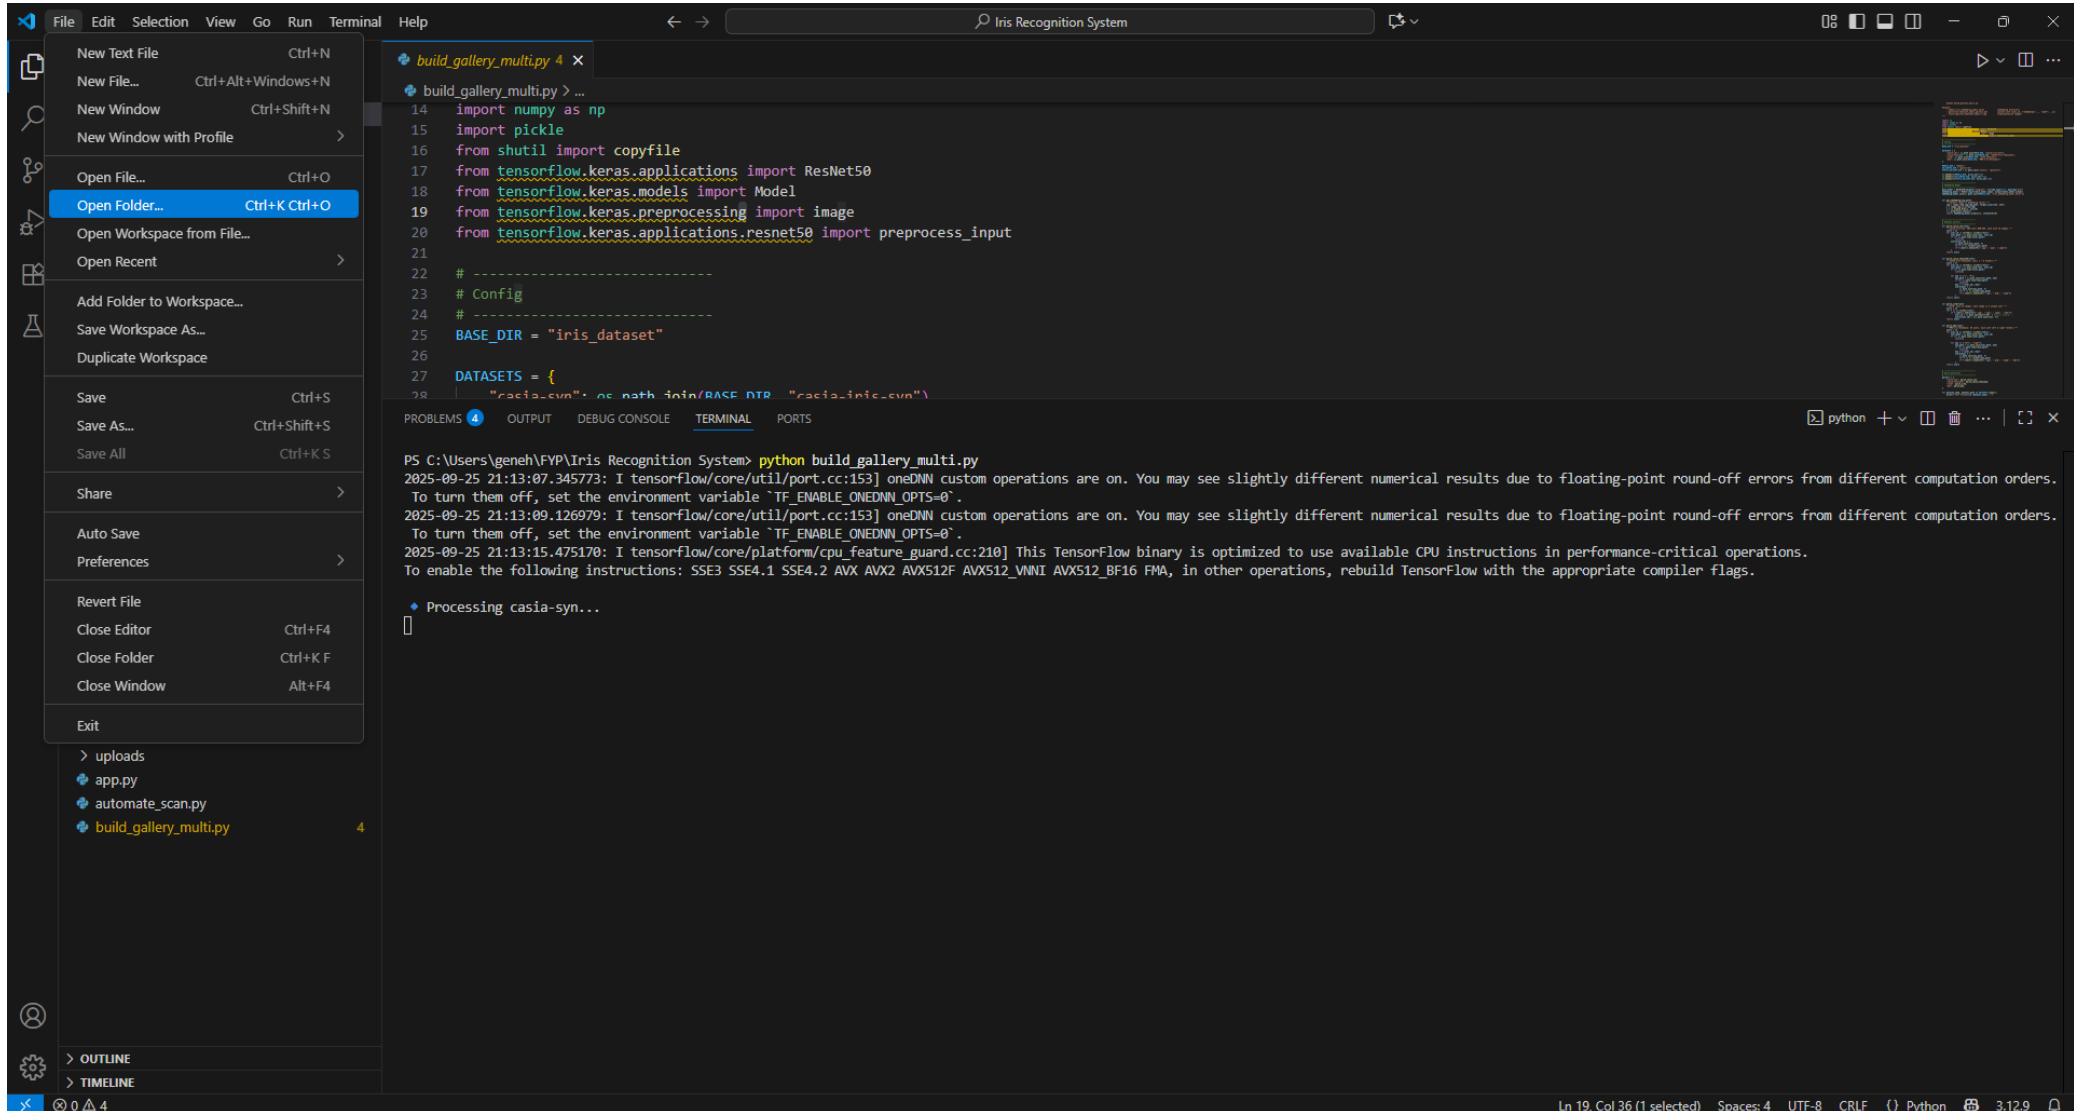 File Edit Selection View Go Run Terminal Help
Iris Recognition System
New Text File Ctrl+N
New File... Ctrl+Alt+Windows+N
New Window Ctrl+Shift+N
New Window with Profile
Open File... Ctrl+O
Open Folder... Ctrl+K Ctrl+O
Open Workspace from File...
Open Recent
Add Folder to Workspace...
Save Workspace As...
Duplicate Workspace
Save Ctrl+S
Save As... Ctrl+Shift+S
Save All Ctrl+K S
Share
Auto Save
Preferences
Revert File
Close Editor Ctrl+F4
Close Folder Ctrl+K F
Close Window Alt+F4
Exit
uploads
app.py
automate_scan.py
build_gallery_multi.py 4
OUTLINE
TIMELINE
build_gallery_multi.py 4
build_gallery_multi.py > ...
14 import numpy as np
15 import pickle
16 from shutil import copyfile
17 from tensorflow.keras.applications import ResNet50
18 from tensorflow.keras.models import Model
19 from tensorflow.keras.preprocessing import image
20 from tensorflow.keras.applications.resnet50 import preprocess_input
21
22 # -----------------------------
23 # Config
24 # -----------------------------
25 BASE_DIR = "iris_dataset"
26
27 DATASETS = {
28 "casia-syn": os.path.join(BASE_DIR, "casia-iris-syn")
PROBLEMS 4 OUTPUT DEBUG CONSOLE TERMINAL PORTS
python
PS C:\Users\geneh\FYP\Iris Recognition System> python build_gallery_multi.py
2025-09-25 21:13:07.345773: I tensorflow/core/util/port.cc:153] oneDNN custom operations are on. You may see slightly different numerical results due to floating-point round-off errors from different computation orders.
To turn them off, set the environment variable `TF_ENABLE_ONEDNN_OPTS=0`.
2025-09-25 21:13:09.126979: I tensorflow/core/util/port.cc:153] oneDNN custom operations are on. You may see slightly different numerical results due to floating-point round-off errors from different computation orders.
To turn them off, set the environment variable `TF_ENABLE_ONEDNN_OPTS=0`.
2025-09-25 21:13:15.475170: I tensorflow/core/platform/cpu_feature_guard.cc:210] This TensorFlow binary is optimized to use available CPU instructions in performance-critical operations.
To enable the following instructions: SSE3 SSE4.1 SSE4.2 AVX AVX2 AVX512F AVX512_VNNI AVX512_BF16 FMA, in other operations, rebuild TensorFlow with the appropriate compiler flags.
Processing casia-syn...
0 4
Ln 19, Col 36 (1 selected) Spaces: 4 UTF-8 CRLF {} Python 3.12.9